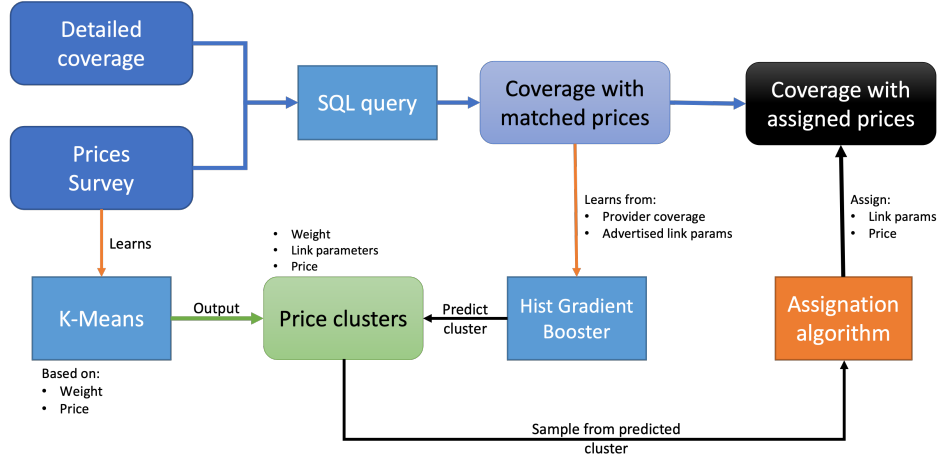 Detailed
coverage
SQL query
Coverage with
matched prices
Coverage with
assigned prices
Prices
Survey
Learns
Learns from:
• Provider coverage
• Advertised link params
Assign:
• Link params
• Price
• Weight
• Link parameters
• Price
K-Means
Output
Price clusters
Predict
cluster
Hist Gradient
Booster
Assignation
algorithm
Based on:
• Weight
• Price
Sample from predicted
cluster